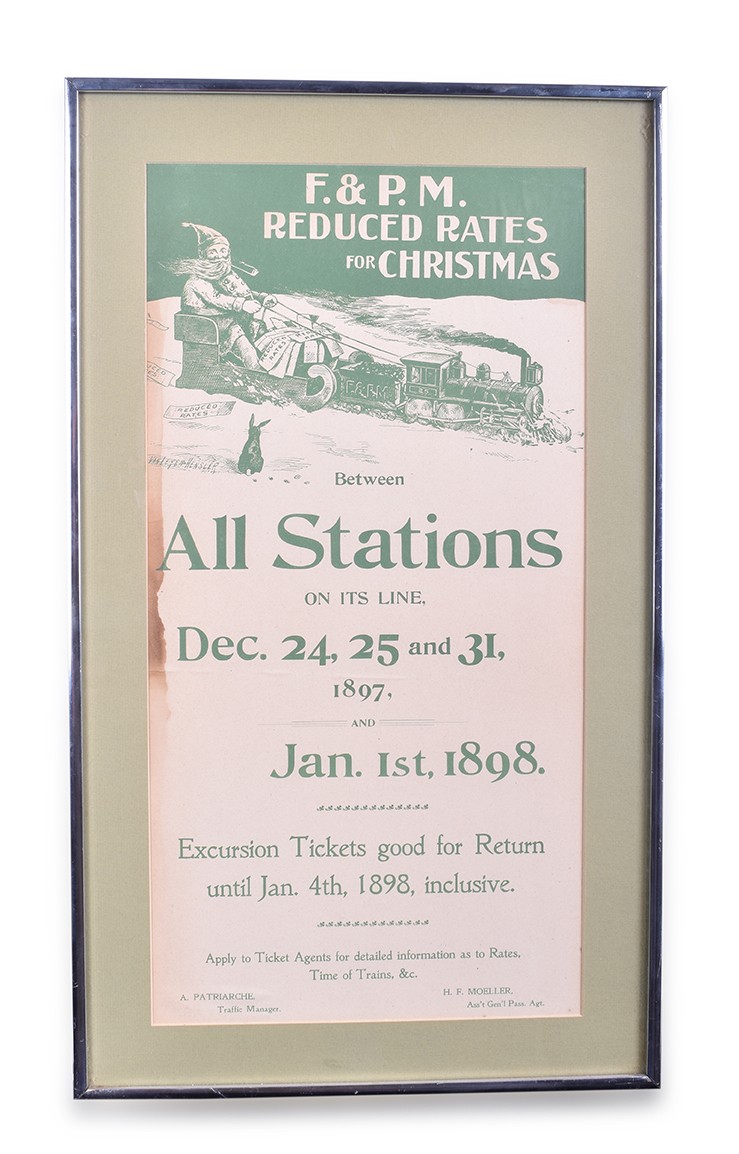 F. & P. M.
REDUCED RATES
FOR CHRISTMAS
REDUCED
RATES
F. & P.M.
REDUCED
RATES
Between
All Stations
ON ITS LINE,
Dec. 24, 25 and 31,
1897,
AND
Jan. 1st, 1898.
Excursion Tickets good for Return
until Jan. 4th, 1898, inclusive.
Apply to Ticket Agents for detailed information as to Rates,
Time of Trains, &c.
A. PATRIARCHE,
Traffic Manager.
H. F. MOELLER,
Ass't Gen'l Pass. Agt.